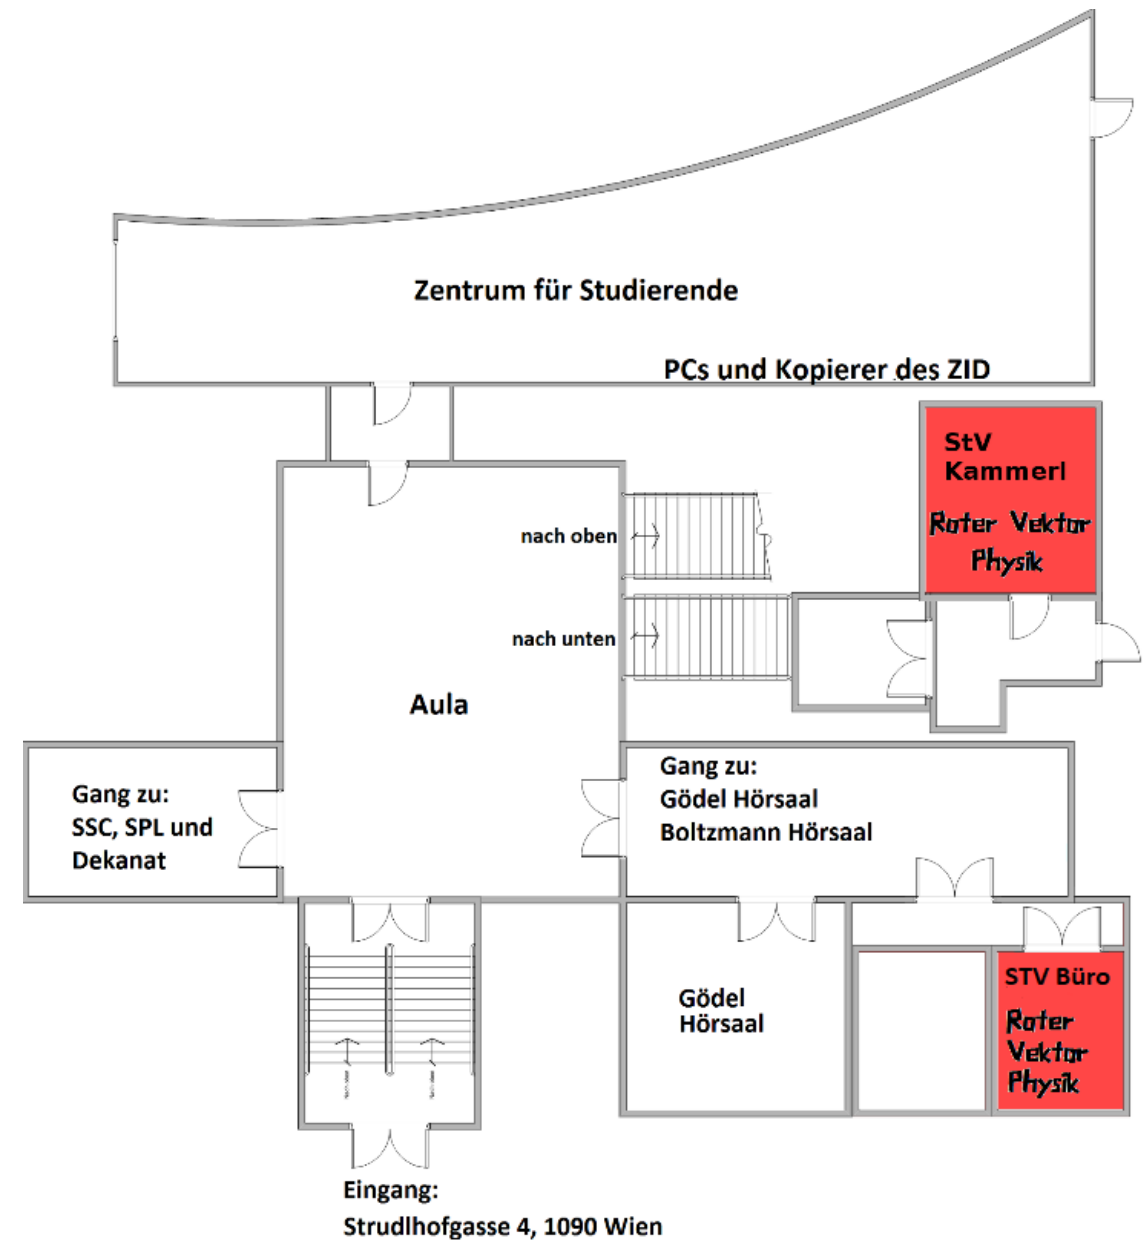 Zentrum für Studierende
PCs und Kopierer des ZID
StV
Kammerl
Roter Vektor
Physik
nach oben
nach unten
Aula
Gang zu:
SSC, SPL und
Dekanat
Gang zu:
Gödel Hörsaal
Boltzmann Hörsaal
Gödel
Hörsaal
STV Büro
Roter
Vektor
Physik
Eingang:
Strudlhofgasse 4, 1090 Wien